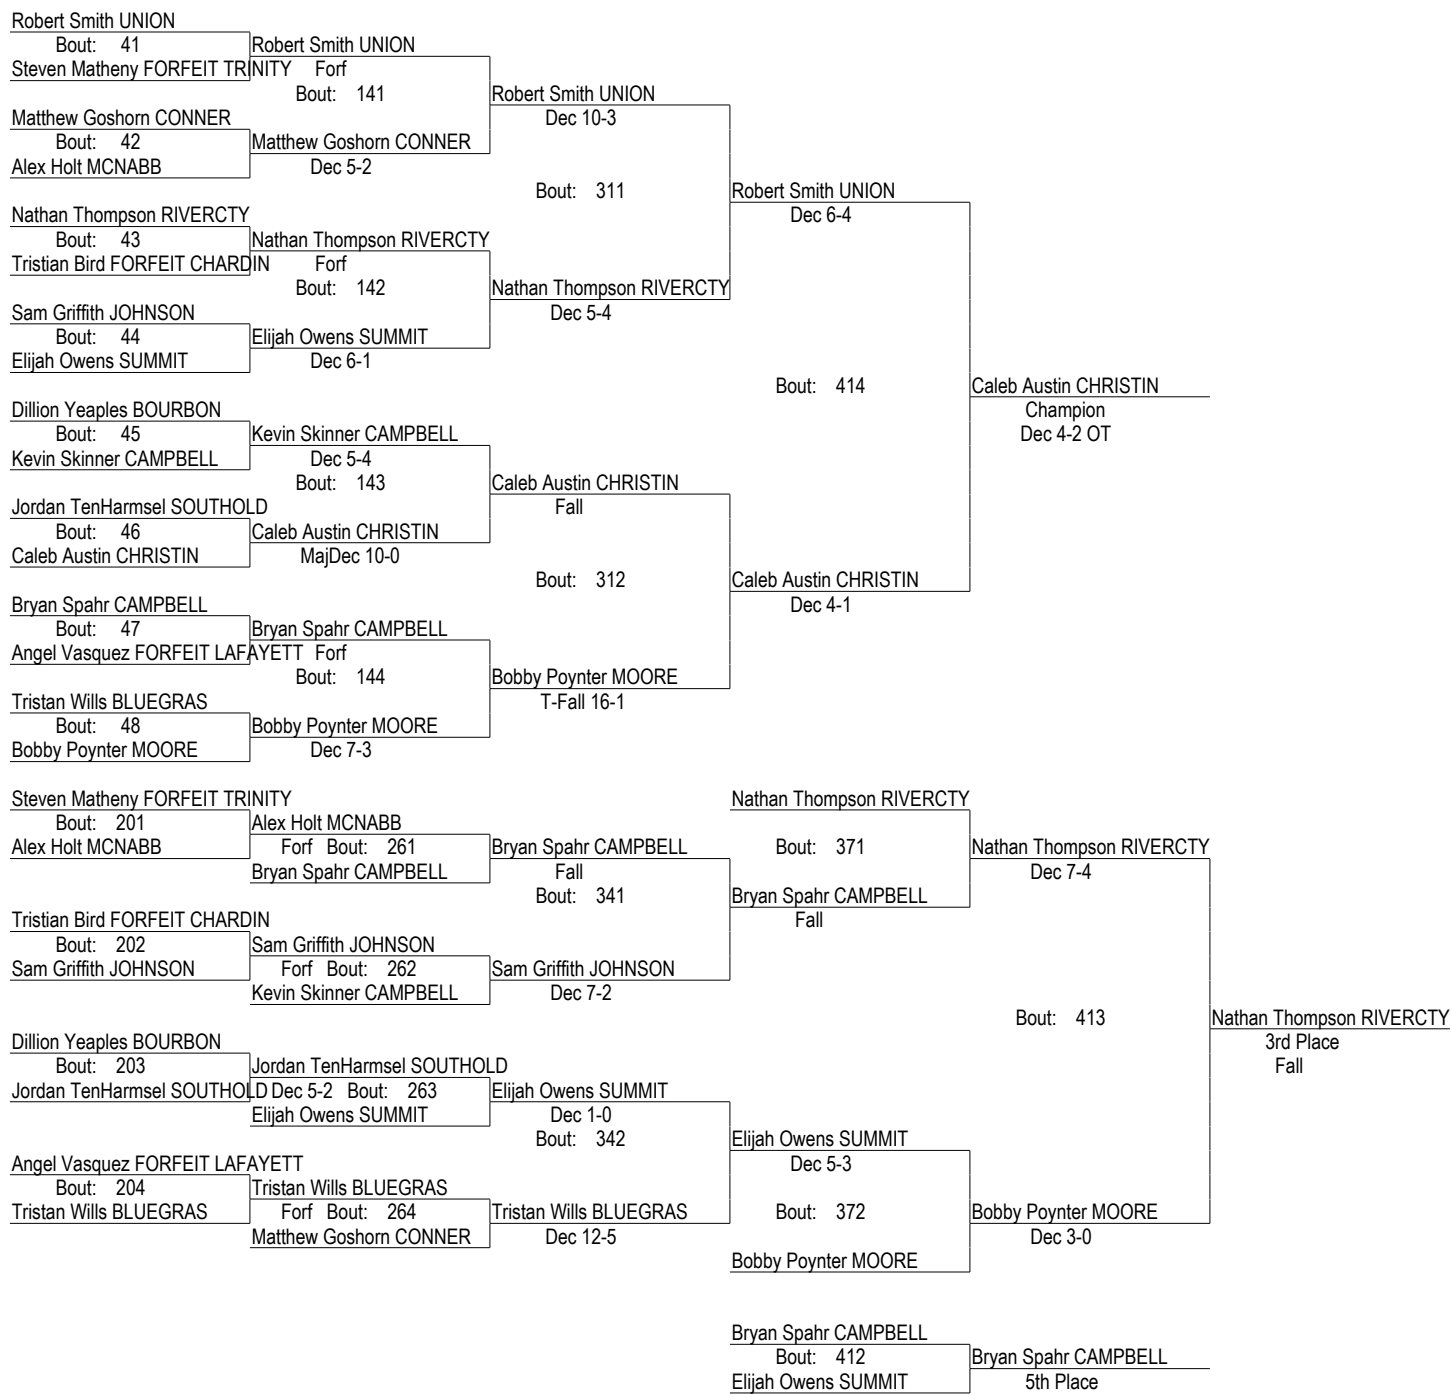 Robert Smith UNION
Bout: 41 Robert Smith UNION
Steven Matheny FORFEIT TRINITY Forf
Bout: 141 Robert Smith UNION
Matthew Goshorn CONNER Dec 10-3
Bout: 42 Matthew Goshorn CONNER
Alex Holt MCNABB Dec 5-2
Bout: 311 Robert Smith UNION
Nathan Thompson RIVERCTY Dec 6-4
Bout: 43 Nathan Thompson RIVERCTY
Tristian Bird FORFEIT CHARDIN Forf
Bout: 142 Nathan Thompson RIVERCTY
Sam Griffith JOHNSON Dec 5-4
Bout: 44 Elijah Owens SUMMIT
Elijah Owens SUMMIT Dec 6-1
Bout: 414 Caleb Austin CHRISTIN
Dillion Yeaples BOURBON Champion
Bout: 45 Kevin Skinner CAMPBELL Dec 4-2 OT
Kevin Skinner CAMPBELL Dec 5-4
Bout: 143 Caleb Austin CHRISTIN
Jordan TenHarmsel SOUTHOLD Fall
Bout: 46 Caleb Austin CHRISTIN
Caleb Austin CHRISTIN MajDec 10-0
Bout: 312 Caleb Austin CHRISTIN
Bryan Spahr CAMPBELL Dec 4-1
Bout: 47 Bryan Spahr CAMPBELL
Angel Vasquez FORFEIT LAFAYETT Forf
Bout: 144 Bobby Poynter MOORE
Tristan Wills BLUEGRAS T-Fall 16-1
Bout: 48 Bobby Poynter MOORE
Bobby Poynter MOORE Dec 7-3
Steven Matheny FORFEIT TRINITY Nathan Thompson RIVERCTY
Bout: 201 Alex Holt MCNABB
Alex Holt MCNABB Forf Bout: 261 Bryan Spahr CAMPBELL Bout: 371 Nathan Thompson RIVERCTY
Bryan Spahr CAMPBELL Fall Dec 7-4
Bout: 341 Bryan Spahr CAMPBELL
Tristian Bird FORFEIT CHARDIN Fall
Bout: 202 Sam Griffith JOHNSON
Sam Griffith JOHNSON Forf Bout: 262 Sam Griffith JOHNSON
Kevin Skinner CAMPBELL Dec 7-2
Bout: 413 Nathan Thompson RIVERCTY
Dillion Yeaples BOURBON 3rd Place
Bout: 203 Jordan TenHarmsel SOUTHOLD Fall
Jordan TenHarmsel SOUTHOLD Dec 5-2 Bout: 263 Elijah Owens SUMMIT
Elijah Owens SUMMIT Dec 1-0
Bout: 342 Elijah Owens SUMMIT
Angel Vasquez FORFEIT LAFAYETT Dec 5-3
Bout: 204 Tristan Wills BLUEGRAS
Tristan Wills BLUEGRAS Forf Bout: 264 Tristan Wills BLUEGRAS Bout: 372 Bobby Poynter MOORE
Matthew Goshorn CONNER Dec 12-5 Dec 3-0
Bobby Poynter MOORE
Bryan Spahr CAMPBELL
Bout: 412 Bryan Spahr CAMPBELL
Elijah Owens SUMMIT 5th Place